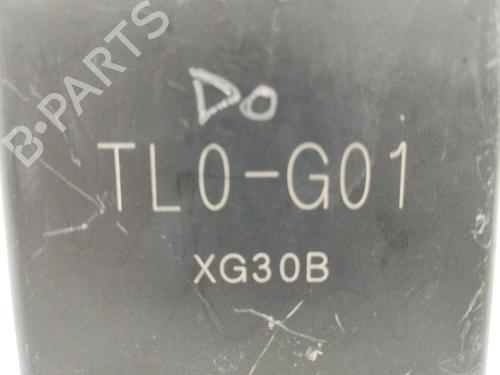 B-PARTS
DO
TL0-G01
XG30B